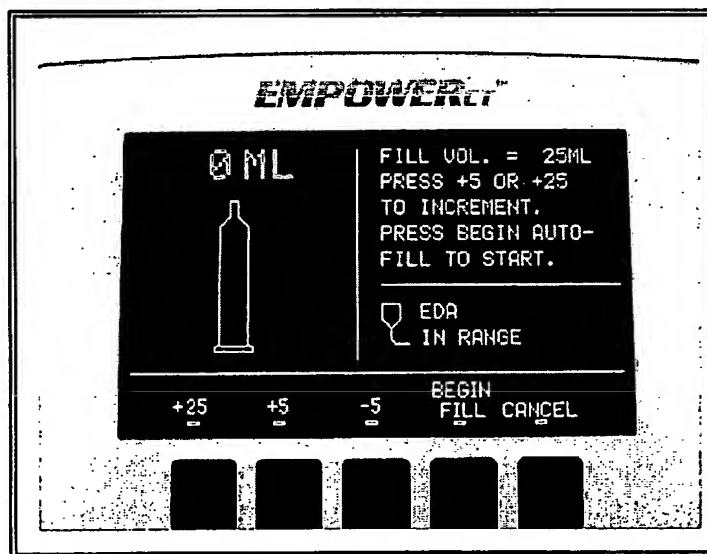 EMPOWERCT™
0 ML
FILL VOL. = 25ML
PRESS +5 OR +25
TO INCREMENT.
PRESS BEGIN AUTO-
FILL TO START.
EDA
IN RANGE
+25 +5 -5 BEGIN FILL CANCEL